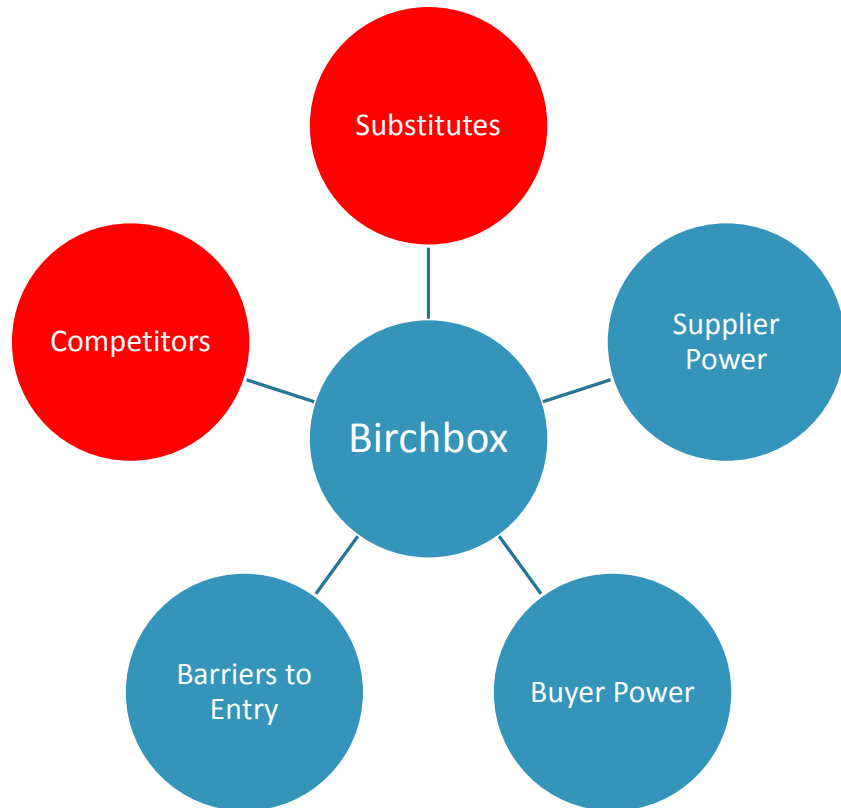 Substitutes
Competitors
Supplier
Power
Birchbox
Barriers to
Entry
Buyer Power